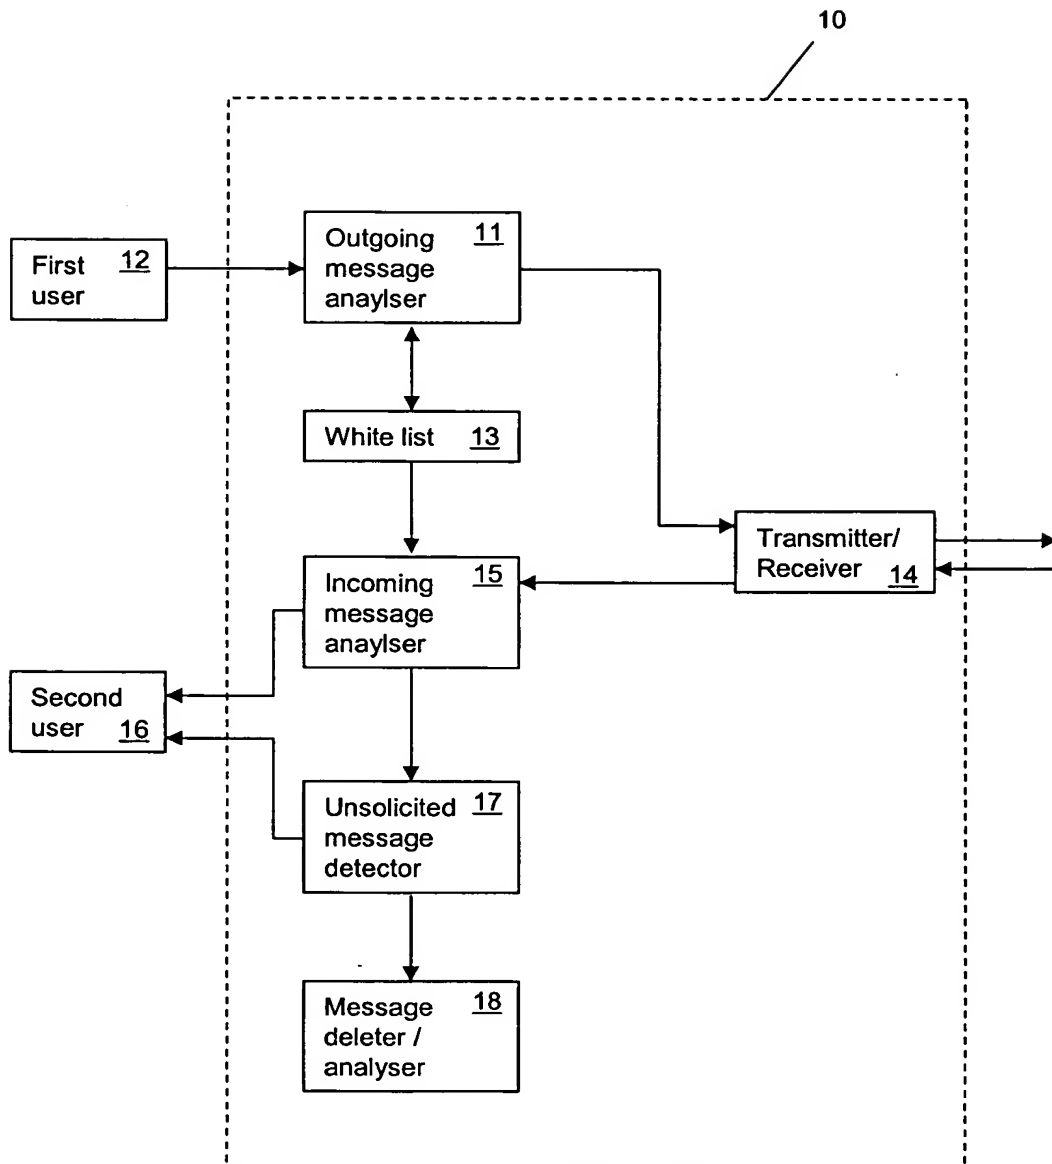 10
Outgoing 11
message
anaylser
First 12
user
White list 13
Transmitter/
Receiver 14
Incoming 15
message
anaylser
Second
user 16
Unsolicited 17
message
detector
Message 18
deleter /
analyser